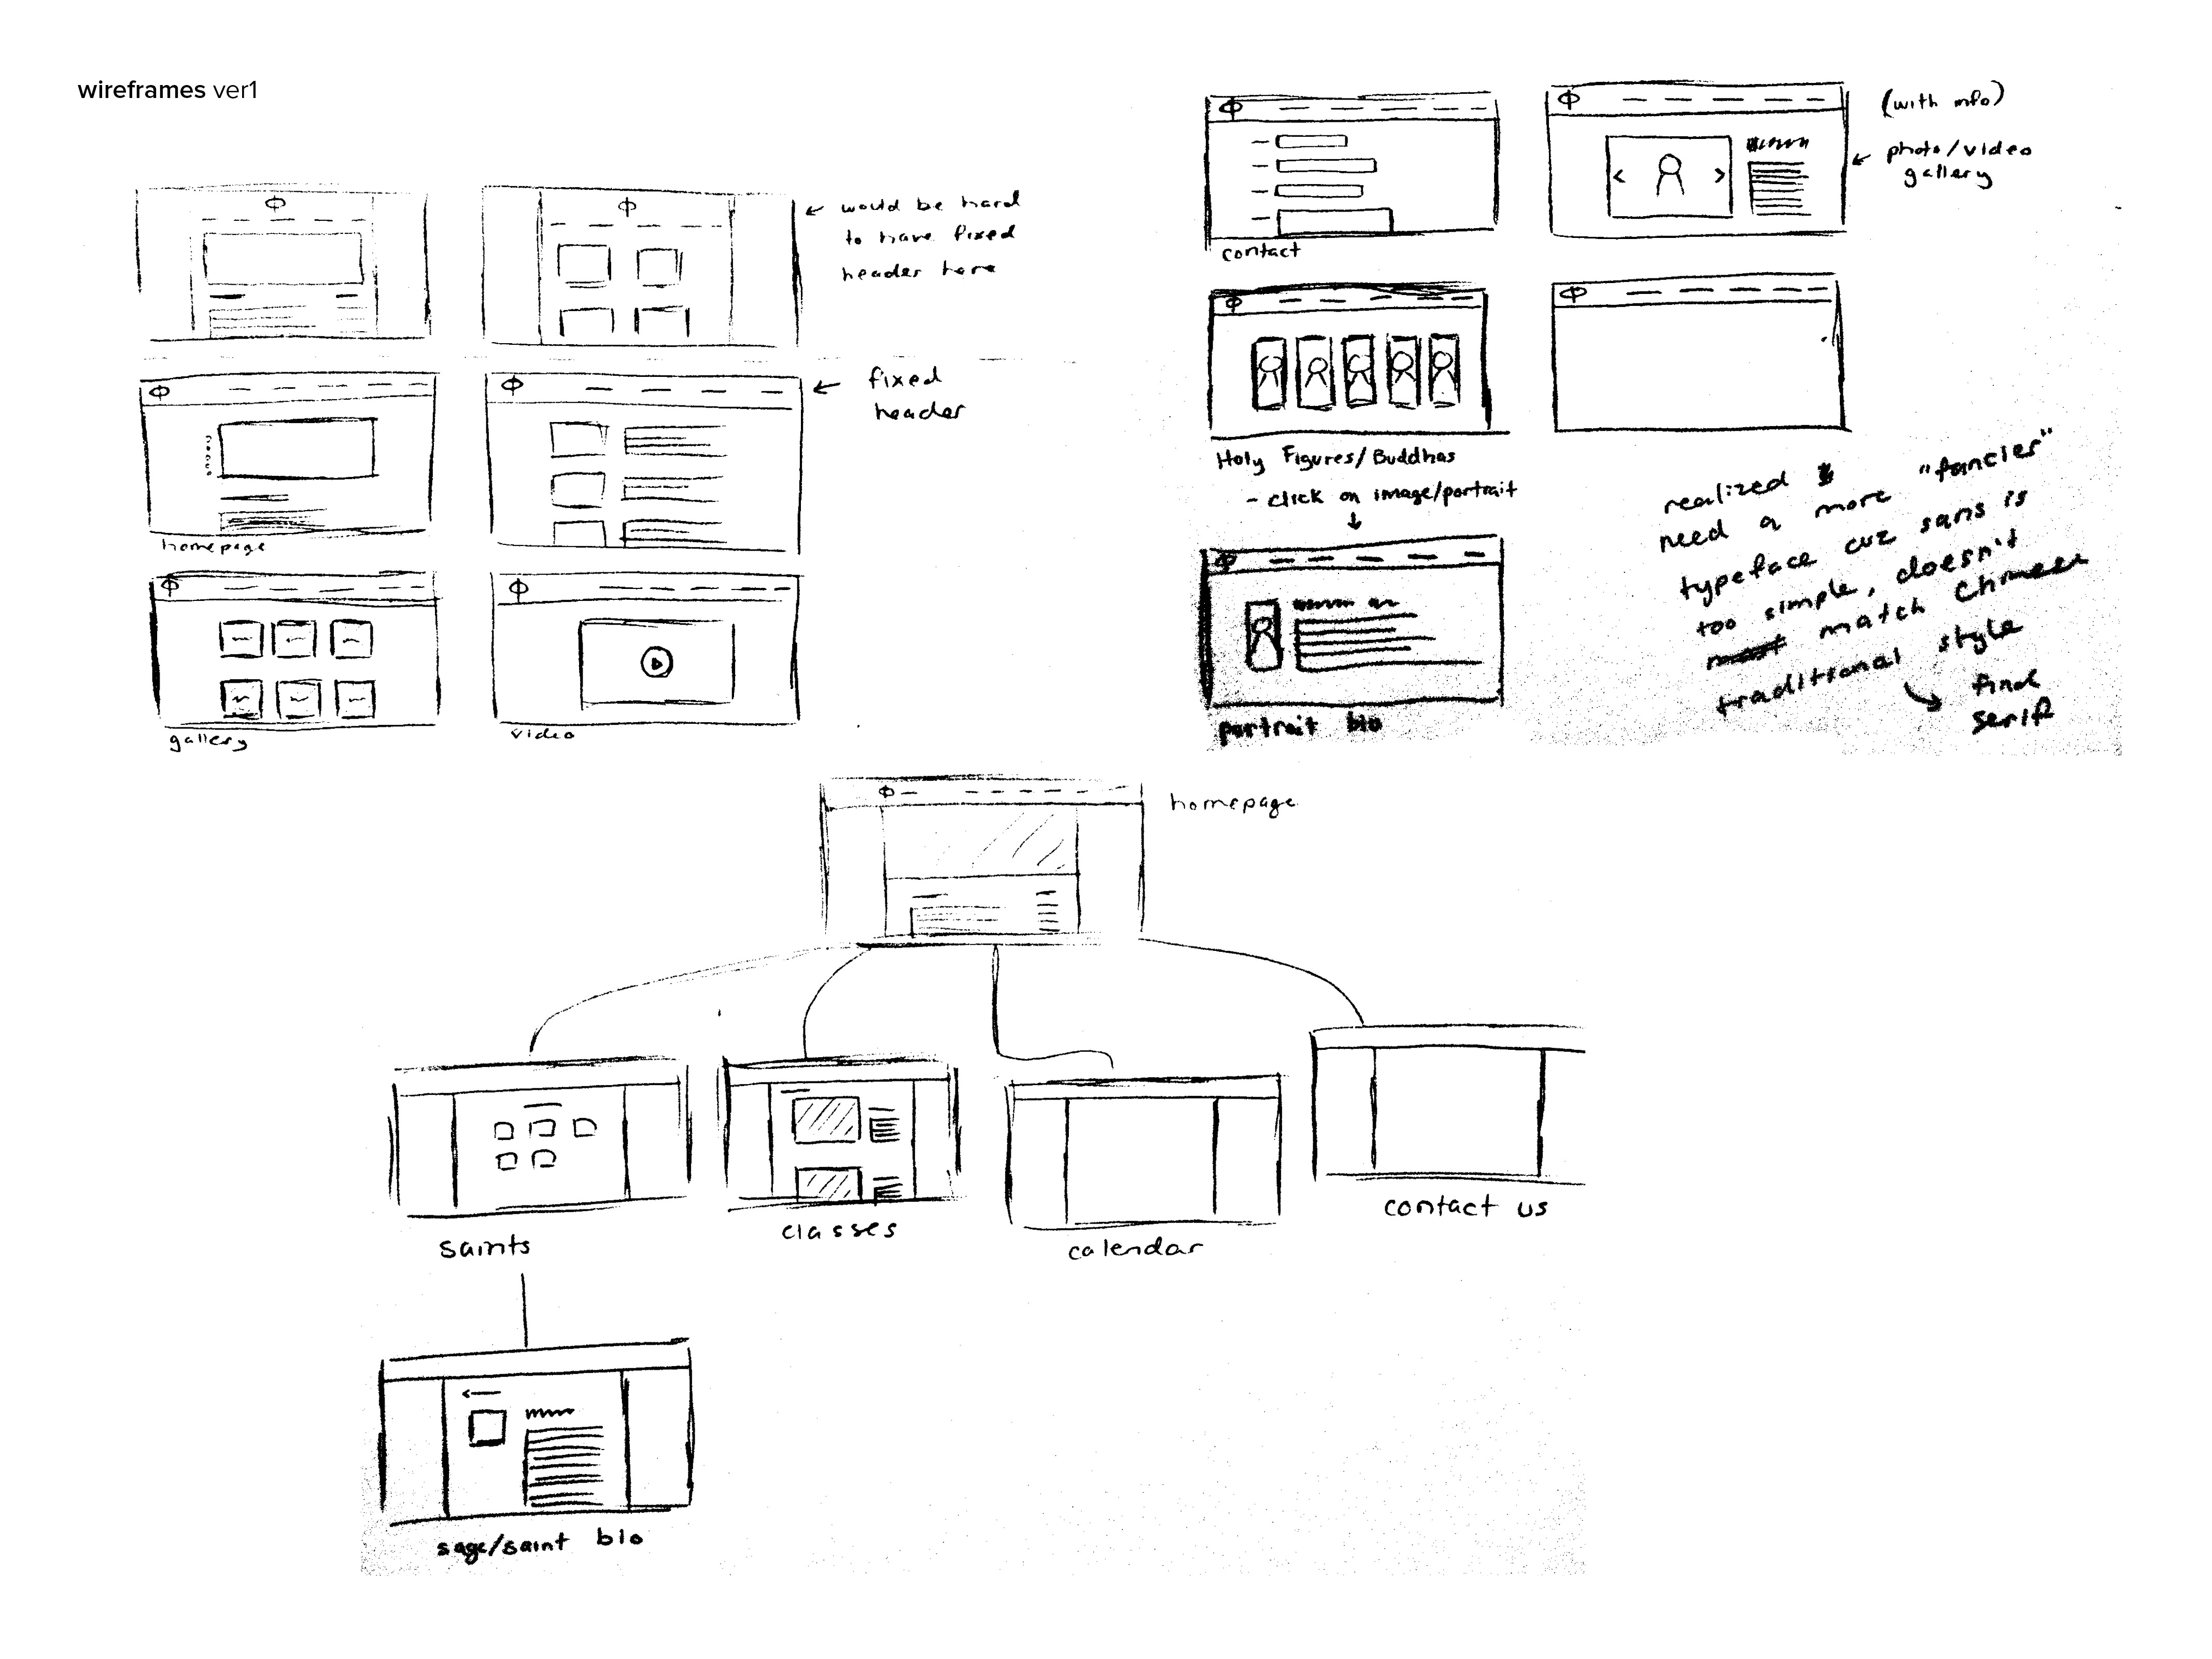 wireframes ver1
would be hard
to have fixed
header here
fixed
header
homepage
gallery
video
contact
(with info)
photo/video
gallery
Holy Figures/Buddhas
- click on image/portrait
portrait bio
realized
need a more "fancier"
typeface cuz sans is
too simple, doesn't
match Chinese
traditional style
find
serif
homepage
saints
classes
calendar
contact us
sage/saint bio